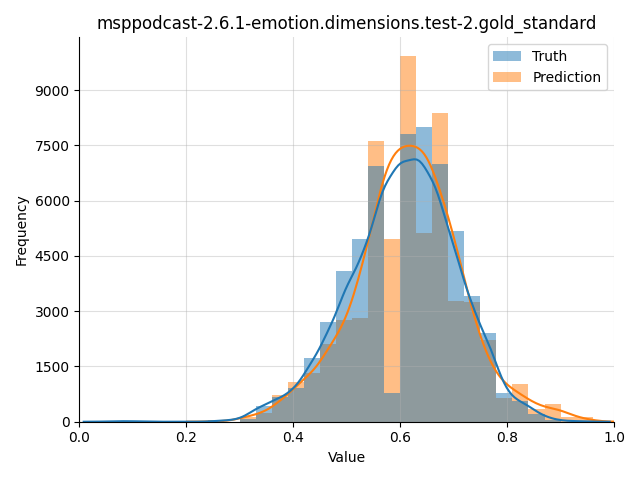 msppodcast-2.6.1-emotion.dimensions.test-2.gold_standard
Truth
Prediction
Frequency
9000
7500
6000
4500
3000
1500
0
0.0 0.2 0.4 0.6 0.8 1.0
Value